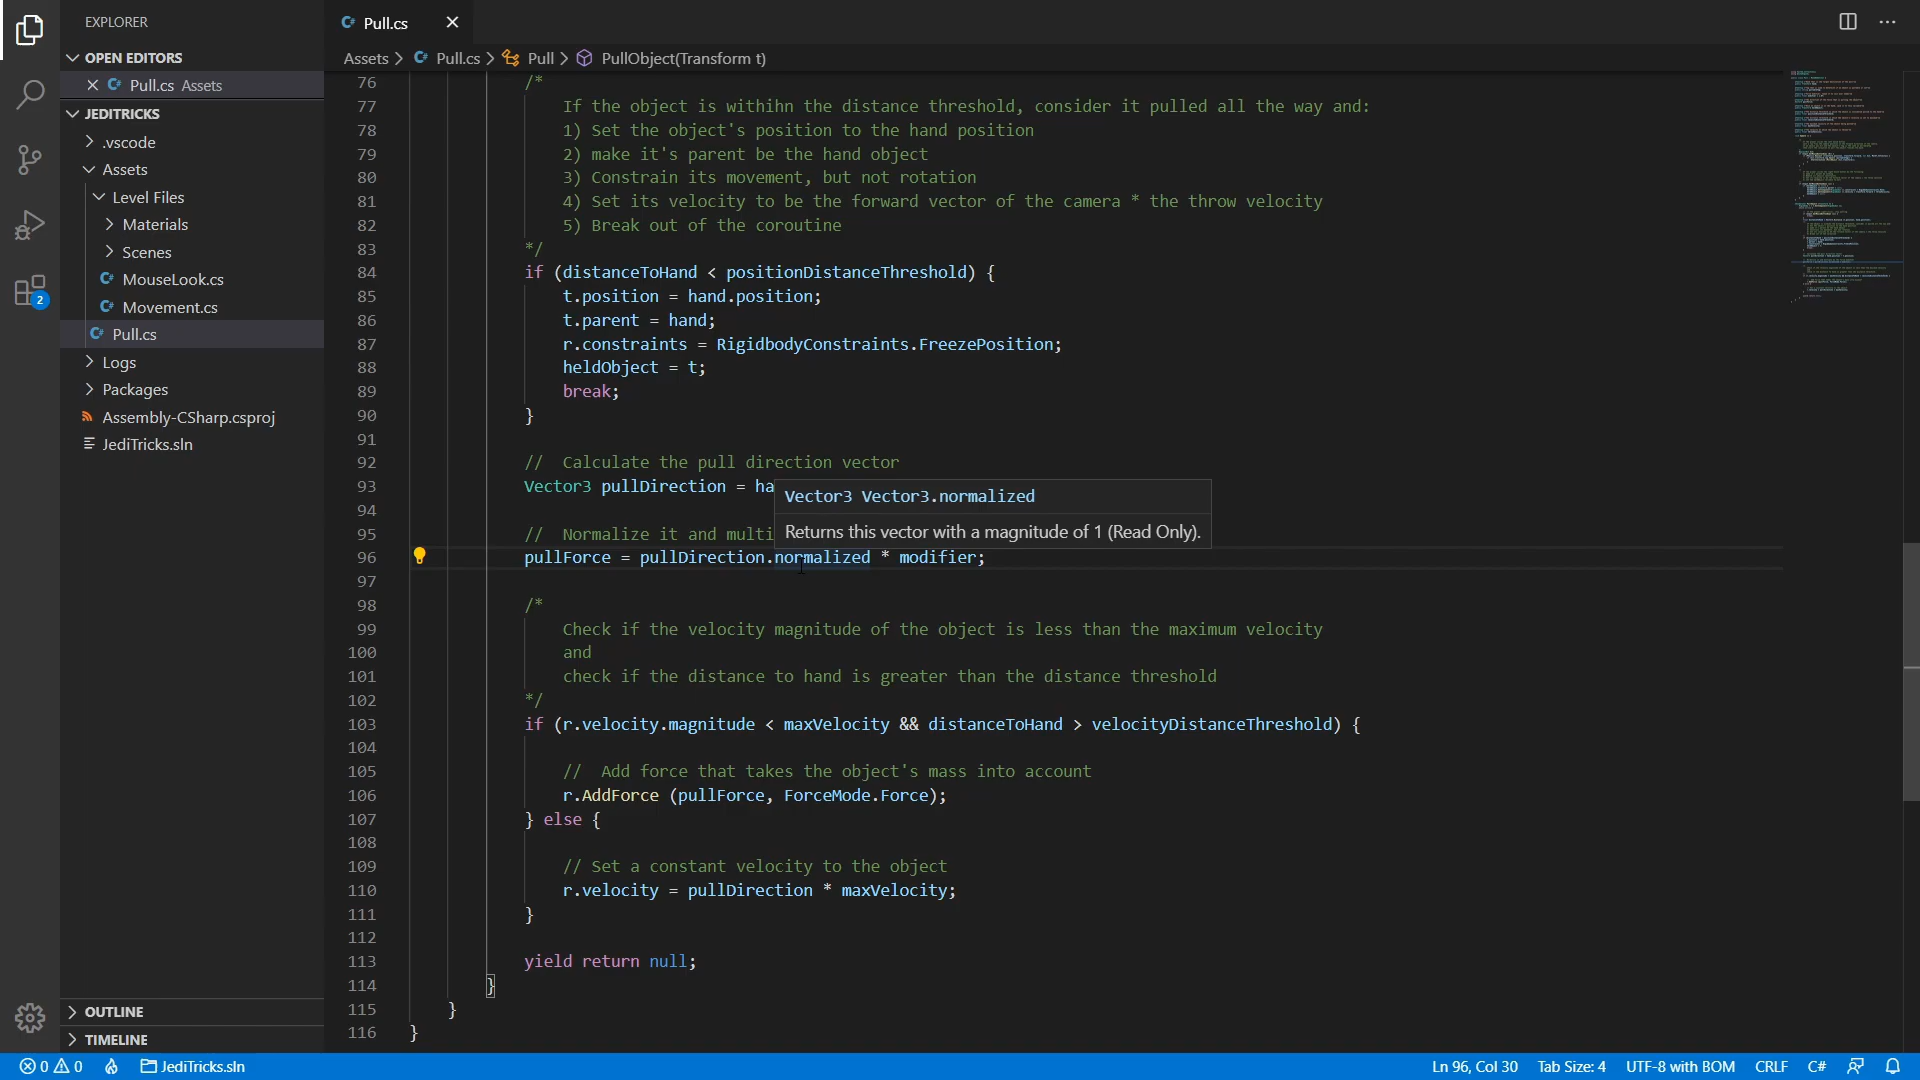 EXPLORER
OPEN EDITORS
Pull.cs Assets
JEDITRICKS
.vscode
Assets
Level Files
Materials
Scenes
MouseLook.cs
Movement.cs
Pull.cs
Logs
Packages
Assembly-CSharp.csproj
JediTricks.sln
OUTLINE
TIMELINE
2
Pull.cs
Assets > Pull.cs > Pull > PullObject(Transform t)
76 /*
77 If the object is withihn the distance threshold, consider it pulled all the way and:
78 1) Set the object's position to the hand position
79 2) make it's parent be the hand object
80 3) Constrain its movement, but not rotation
81 4) Set its velocity to be the forward vector of the camera * the throw velocity
82 5) Break out of the coroutine
83 */
84 if (distanceToHand < positionDistanceThreshold) {
85 t.position = hand.position;
86 t.parent = hand;
87 r.constraints = RigidbodyConstraints.FreezePosition;
88 heldObject = t;
89 break;
90 }
91
92 // Calculate the pull direction vector
93 Vector3 pullDirection = ha
Vector3 Vector3.normalized
94
95 // Normalize it and multi
Returns this vector with a magnitude of 1 (Read Only).
96 pullForce = pullDirection.normalized * modifier;
97
98 /*
99 Check if the velocity magnitude of the object is less than the maximum velocity
100 and
101 check if the distance to hand is greater than the distance threshold
102 */
103 if (r.velocity.magnitude < maxVelocity && distanceToHand > velocityDistanceThreshold) {
104
105 // Add force that takes the object's mass into account
106 r.AddForce (pullForce, ForceMode.Force);
107 } else {
108
109 // Set a constant velocity to the object
110 r.velocity = pullDirection * maxVelocity;
111 }
112
113 yield return null;
114 }
115 }
116 }
0 0 JediTricks.sln
Ln 96, Col 30 Tab Size: 4 UTF-8 with BOM CRLF C#